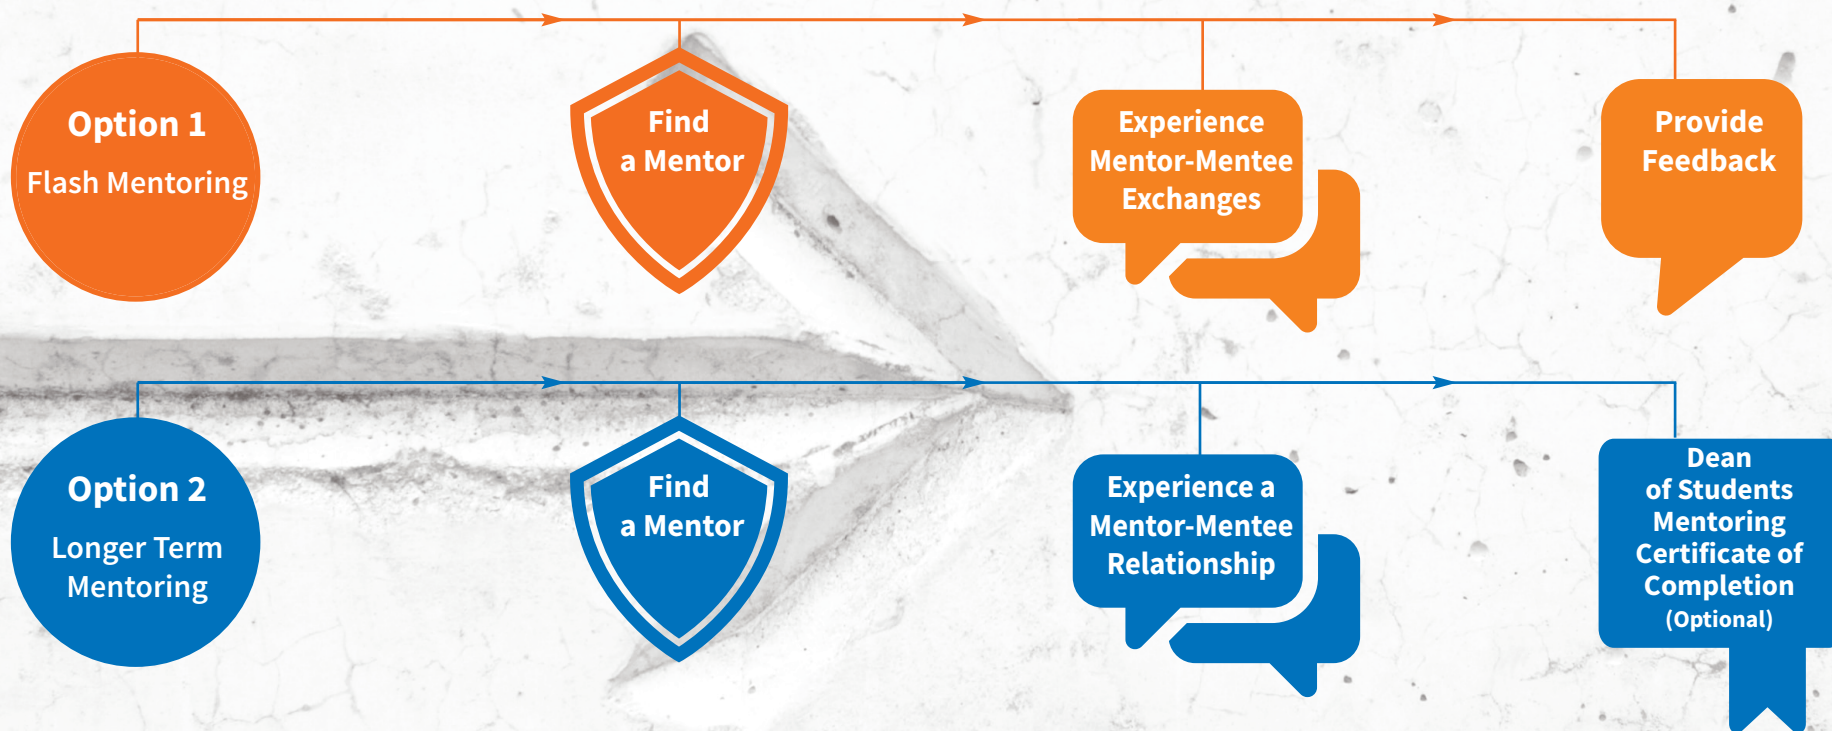 Option 1
Flash Mentoring
Find
a Mentor
Experience
Mentor-Mentee
Exchanges
Provide
Feedback
Option 2
Longer Term
Mentoring
Find
a Mentor
Experience a
Mentor-Mentee
Relationship
Dean
of Students
Mentoring
Certificate of
Completion
(Optional)